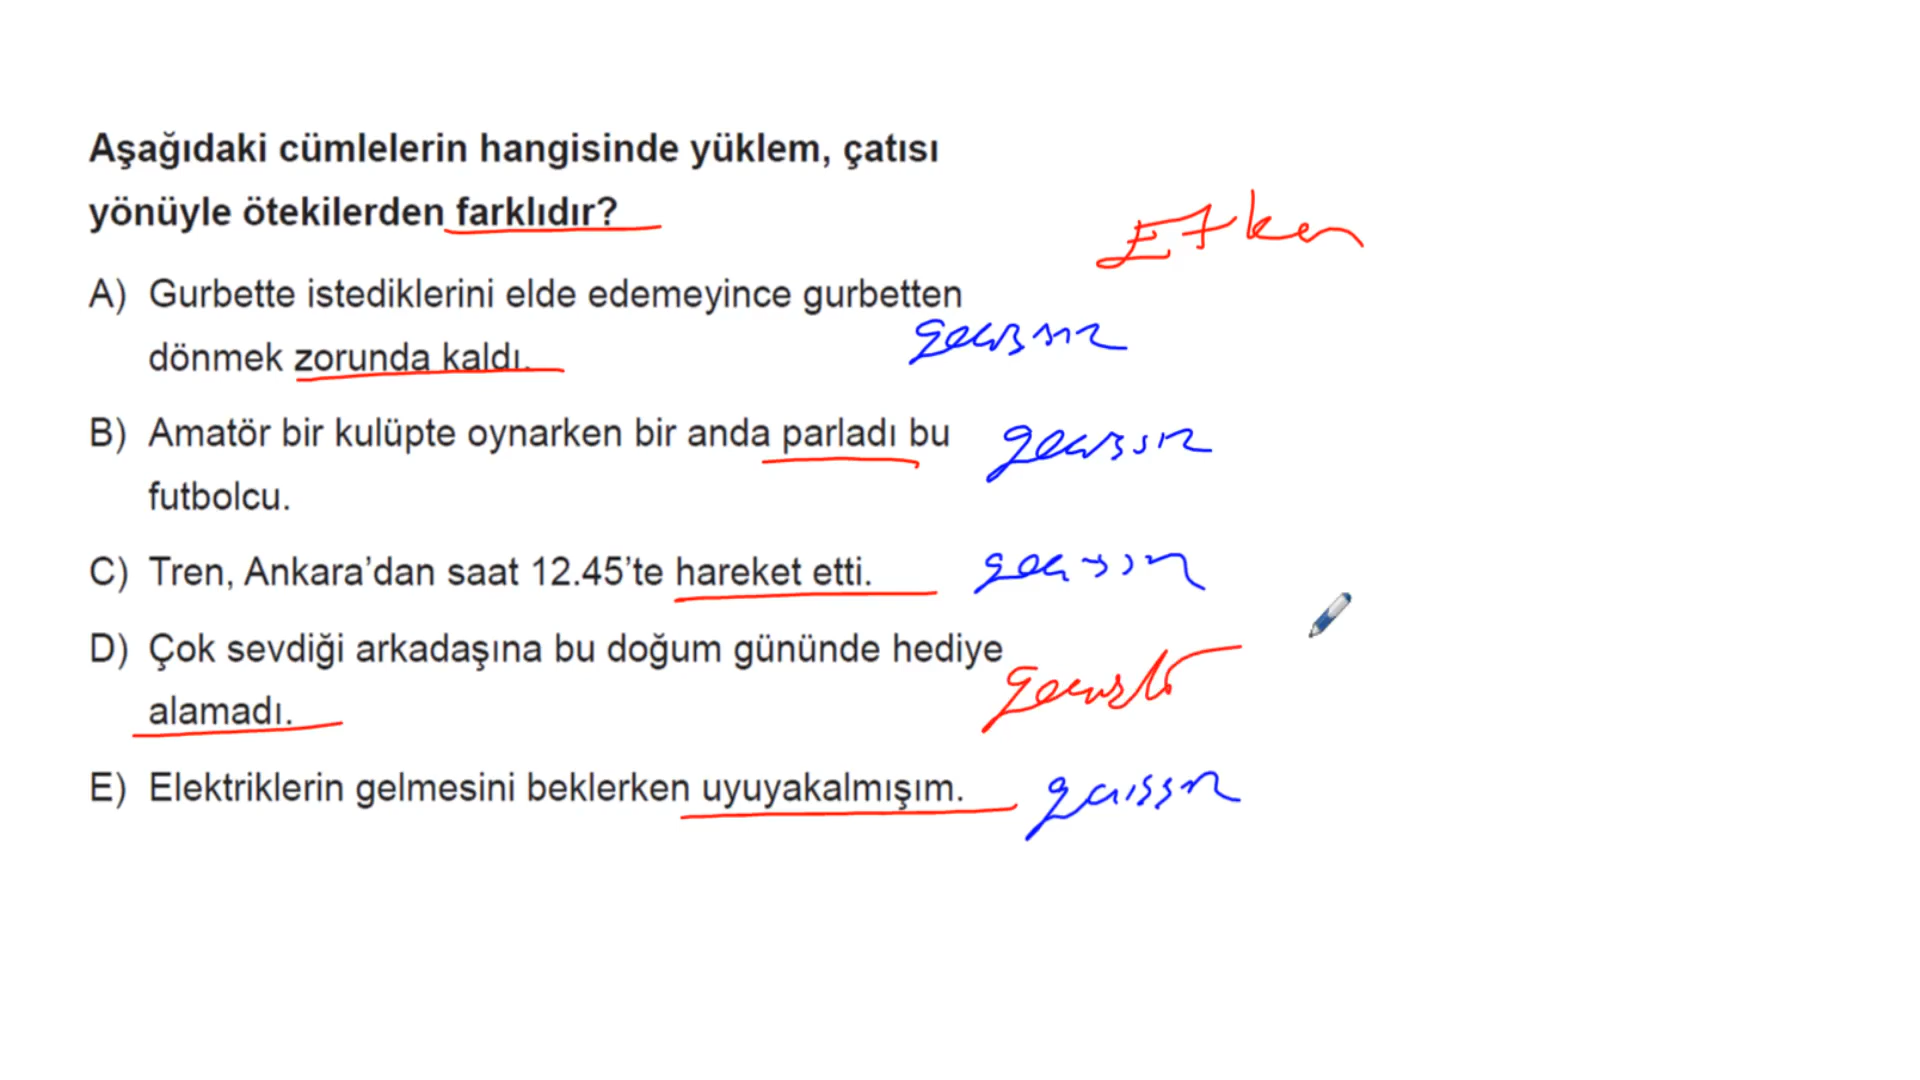 Aşağıdaki cümlelerin hangisinde yüklem, çatısı
yönüyle ötekilerden farklıdır?
Etken
A) Gurbette istediklerini elde edemeyince gurbetten
dönmek zorunda kaldı.
geçişsiz
B) Amatör bir kulüpte oynarken bir anda parladı bu
futbolcu.
geçişsiz
C) Tren, Ankara’dan saat 12.45’te hareket etti.
geçişsiz
D) Çok sevdiği arkadaşına bu doğum gününde hediye
alamadı.
geçişli
E) Elektriklerin gelmesini beklerken uyuyakalmışım.
geçişsiz